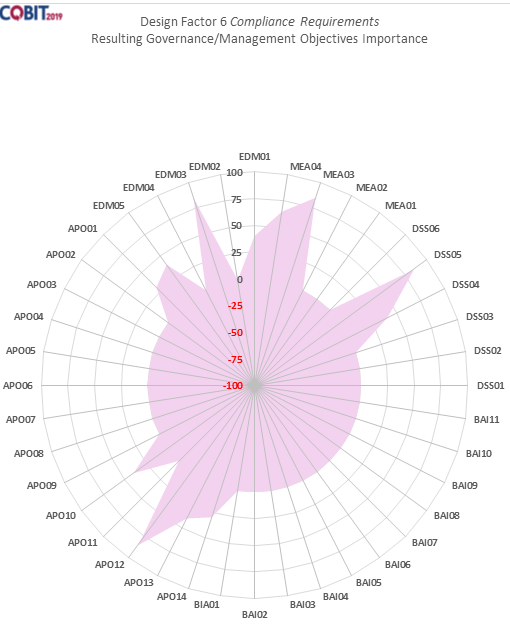 COBIT 2019
Design Factor 6 Compliance Requirements
Resulting Governance/Management Objectives Importance
EDM01
EDM02
MEA04
EDM03
MEA03
EDM04
MEA02
EDM05
MEA01
APO01
DSS06
APO02
DSS05
APO03
DSS04
APO04
DSS03
APO05
DSS02
APO06
DSS01
APO07
BAI11
APO08
BAI10
APO09
BAI09
APO10
BAI08
APO11
BAI07
APO12
BAI06
APO13
BAI05
APO14
BAI04
BIA01
BAI03
BAI02
100
75
50
25
0
-25
-50
-75
-100